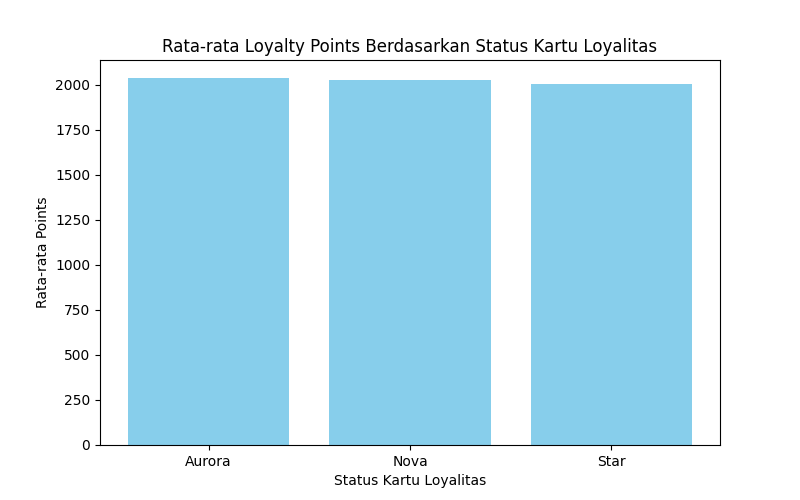 Rata-rata Loyalty Points Berdasarkan Status Kartu Loyalitas
2000
1750
1500
1250
1000
750
500
250
0
Rata-rata Points
Aurora Nova Star
Status Kartu Loyalitas